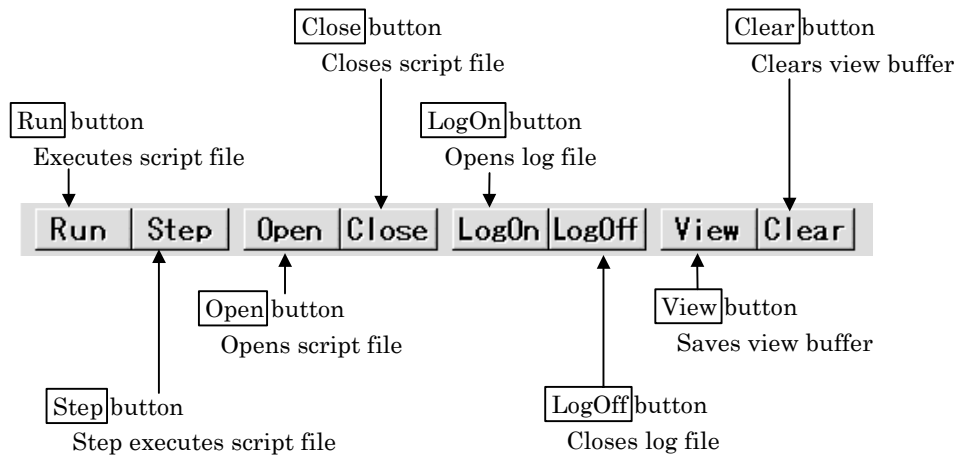 Close button
Closes script file
Clear button
Clears view buffer
Run button
Executes script file
LogOn button
Opens log file
Run Step Open Close LogOn LogOff View Clear
Open button
Opens script file
View button
Saves view buffer
Step button
Step executes script file
LogOff button
Closes log file